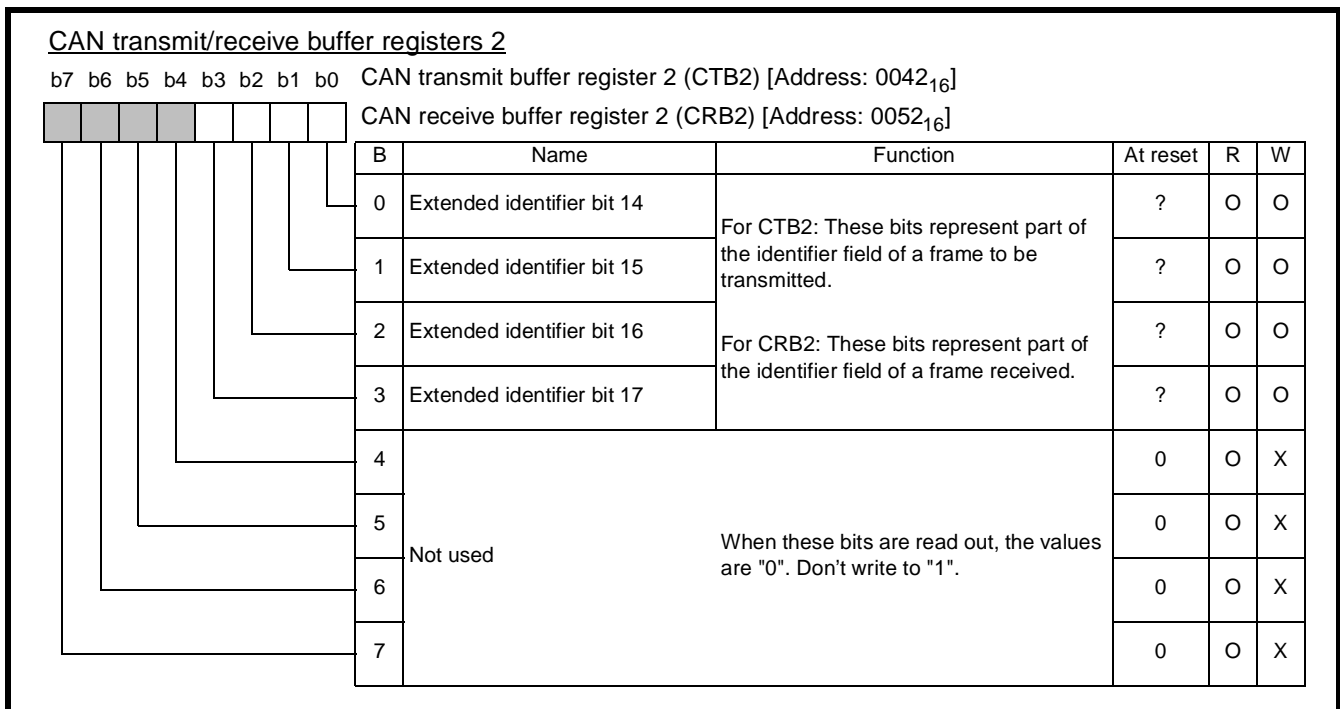 CAN transmit/receive buffer registers 2
b7 b6 b5 b4 b3 b2 b1 b0 CAN transmit buffer register 2 (CTB2) [Address: 0042₁₆]
CAN receive buffer register 2 (CRB2) [Address: 0052₁₆]
B Name Function At reset R W
0 Extended identifier bit 14 ? O O
1 Extended identifier bit 15 ? O O
2 Extended identifier bit 16 ? O O
3 Extended identifier bit 17 ? O O
For CTB2: These bits represent part of
the identifier field of a frame to be
transmitted.
For CRB2: These bits represent part of
the identifier field of a frame received.
4 0 O X
5 0 O X
Not used
When these bits are read out, the values
are "0". Don't write to "1".
6 0 O X
7 0 O X